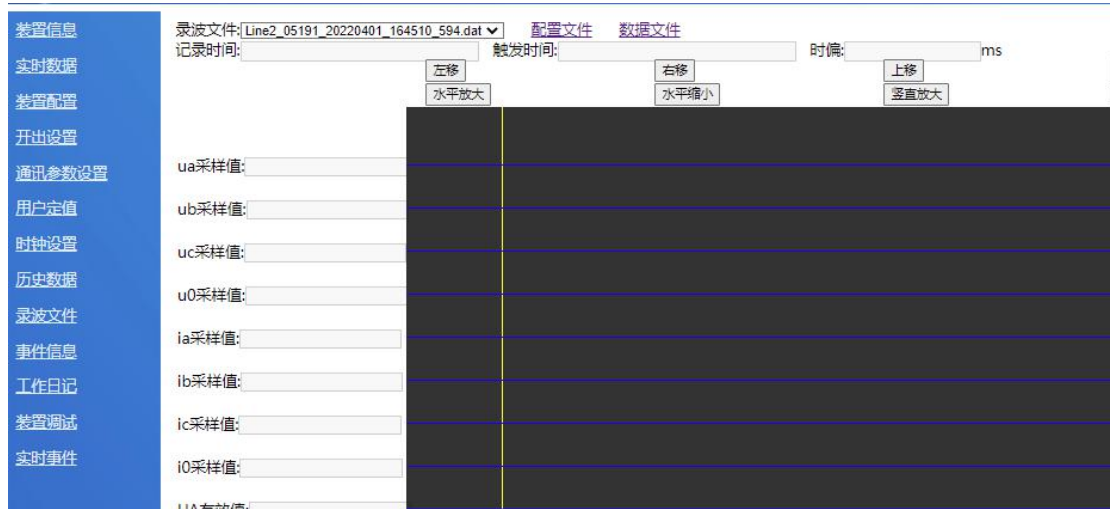 装置信息
实时数据
装置配置
开出设置
通讯参数设置
用户定值
时钟设置
历史数据
录波文件
事件信息
工作日记
装置调试
实时事件
录波文件: Line2_05191_20220401_164510_594.dat 配置文件 数据文件
记录时间: 触发时间: 时偏: ms
左移 右移 上移
水平放大 水平缩小 竖直放大
ua采样值:
ub采样值:
uc采样值:
u0采样值:
ia采样值:
ib采样值:
ic采样值:
i0采样值:
UA有效值: